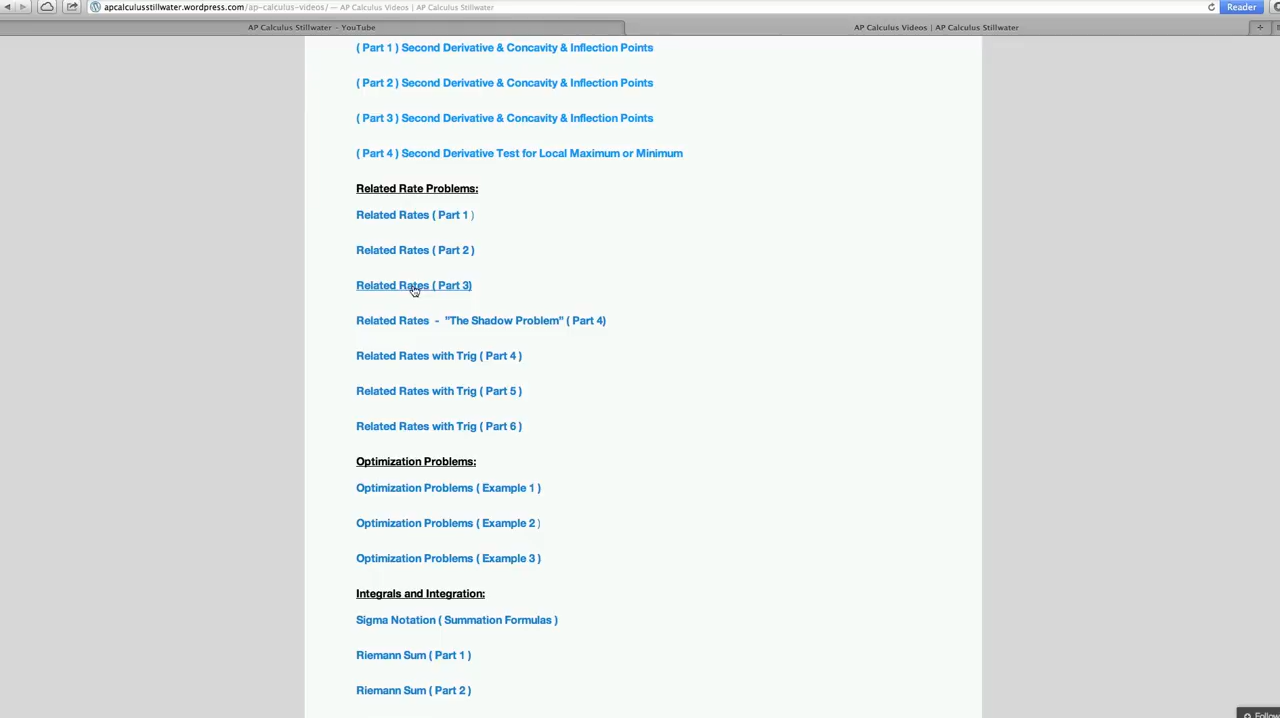 apcalculusstillwater.wordpress.com/ap-calculus-videos/ — AP Calculus Videos | AP Calculus Stillwater
Reader
AP Calculus Stillwater - YouTube
AP Calculus Videos | AP Calculus Stillwater
( Part 1 ) Second Derivative & Concavity & Inflection Points
( Part 2 ) Second Derivative & Concavity & Inflection Points
( Part 3 ) Second Derivative & Concavity & Inflection Points
( Part 4 ) Second Derivative Test for Local Maximum or Minimum
Related Rate Problems:
Related Rates ( Part 1 )
Related Rates ( Part 2 )
Related Rates ( Part 3)
Related Rates - "The Shadow Problem" ( Part 4)
Related Rates with Trig ( Part 4 )
Related Rates with Trig ( Part 5 )
Related Rates with Trig ( Part 6 )
Optimization Problems:
Optimization Problems ( Example 1 )
Optimization Problems ( Example 2 )
Optimization Problems ( Example 3 )
Integrals and Integration:
Sigma Notation ( Summation Formulas )
Riemann Sum ( Part 1 )
Riemann Sum ( Part 2 )
Follow